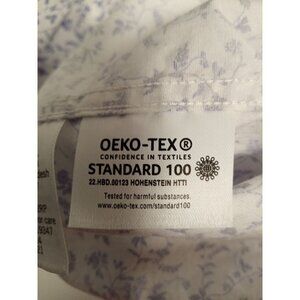 OEKO-TEX®
CONFIDENCE IN TEXTILES
STANDARD 100
22.HBD.00123 HOHENSTEIN HTTI
Tested for harmful substances.
www.oeko-tex.com/standard100